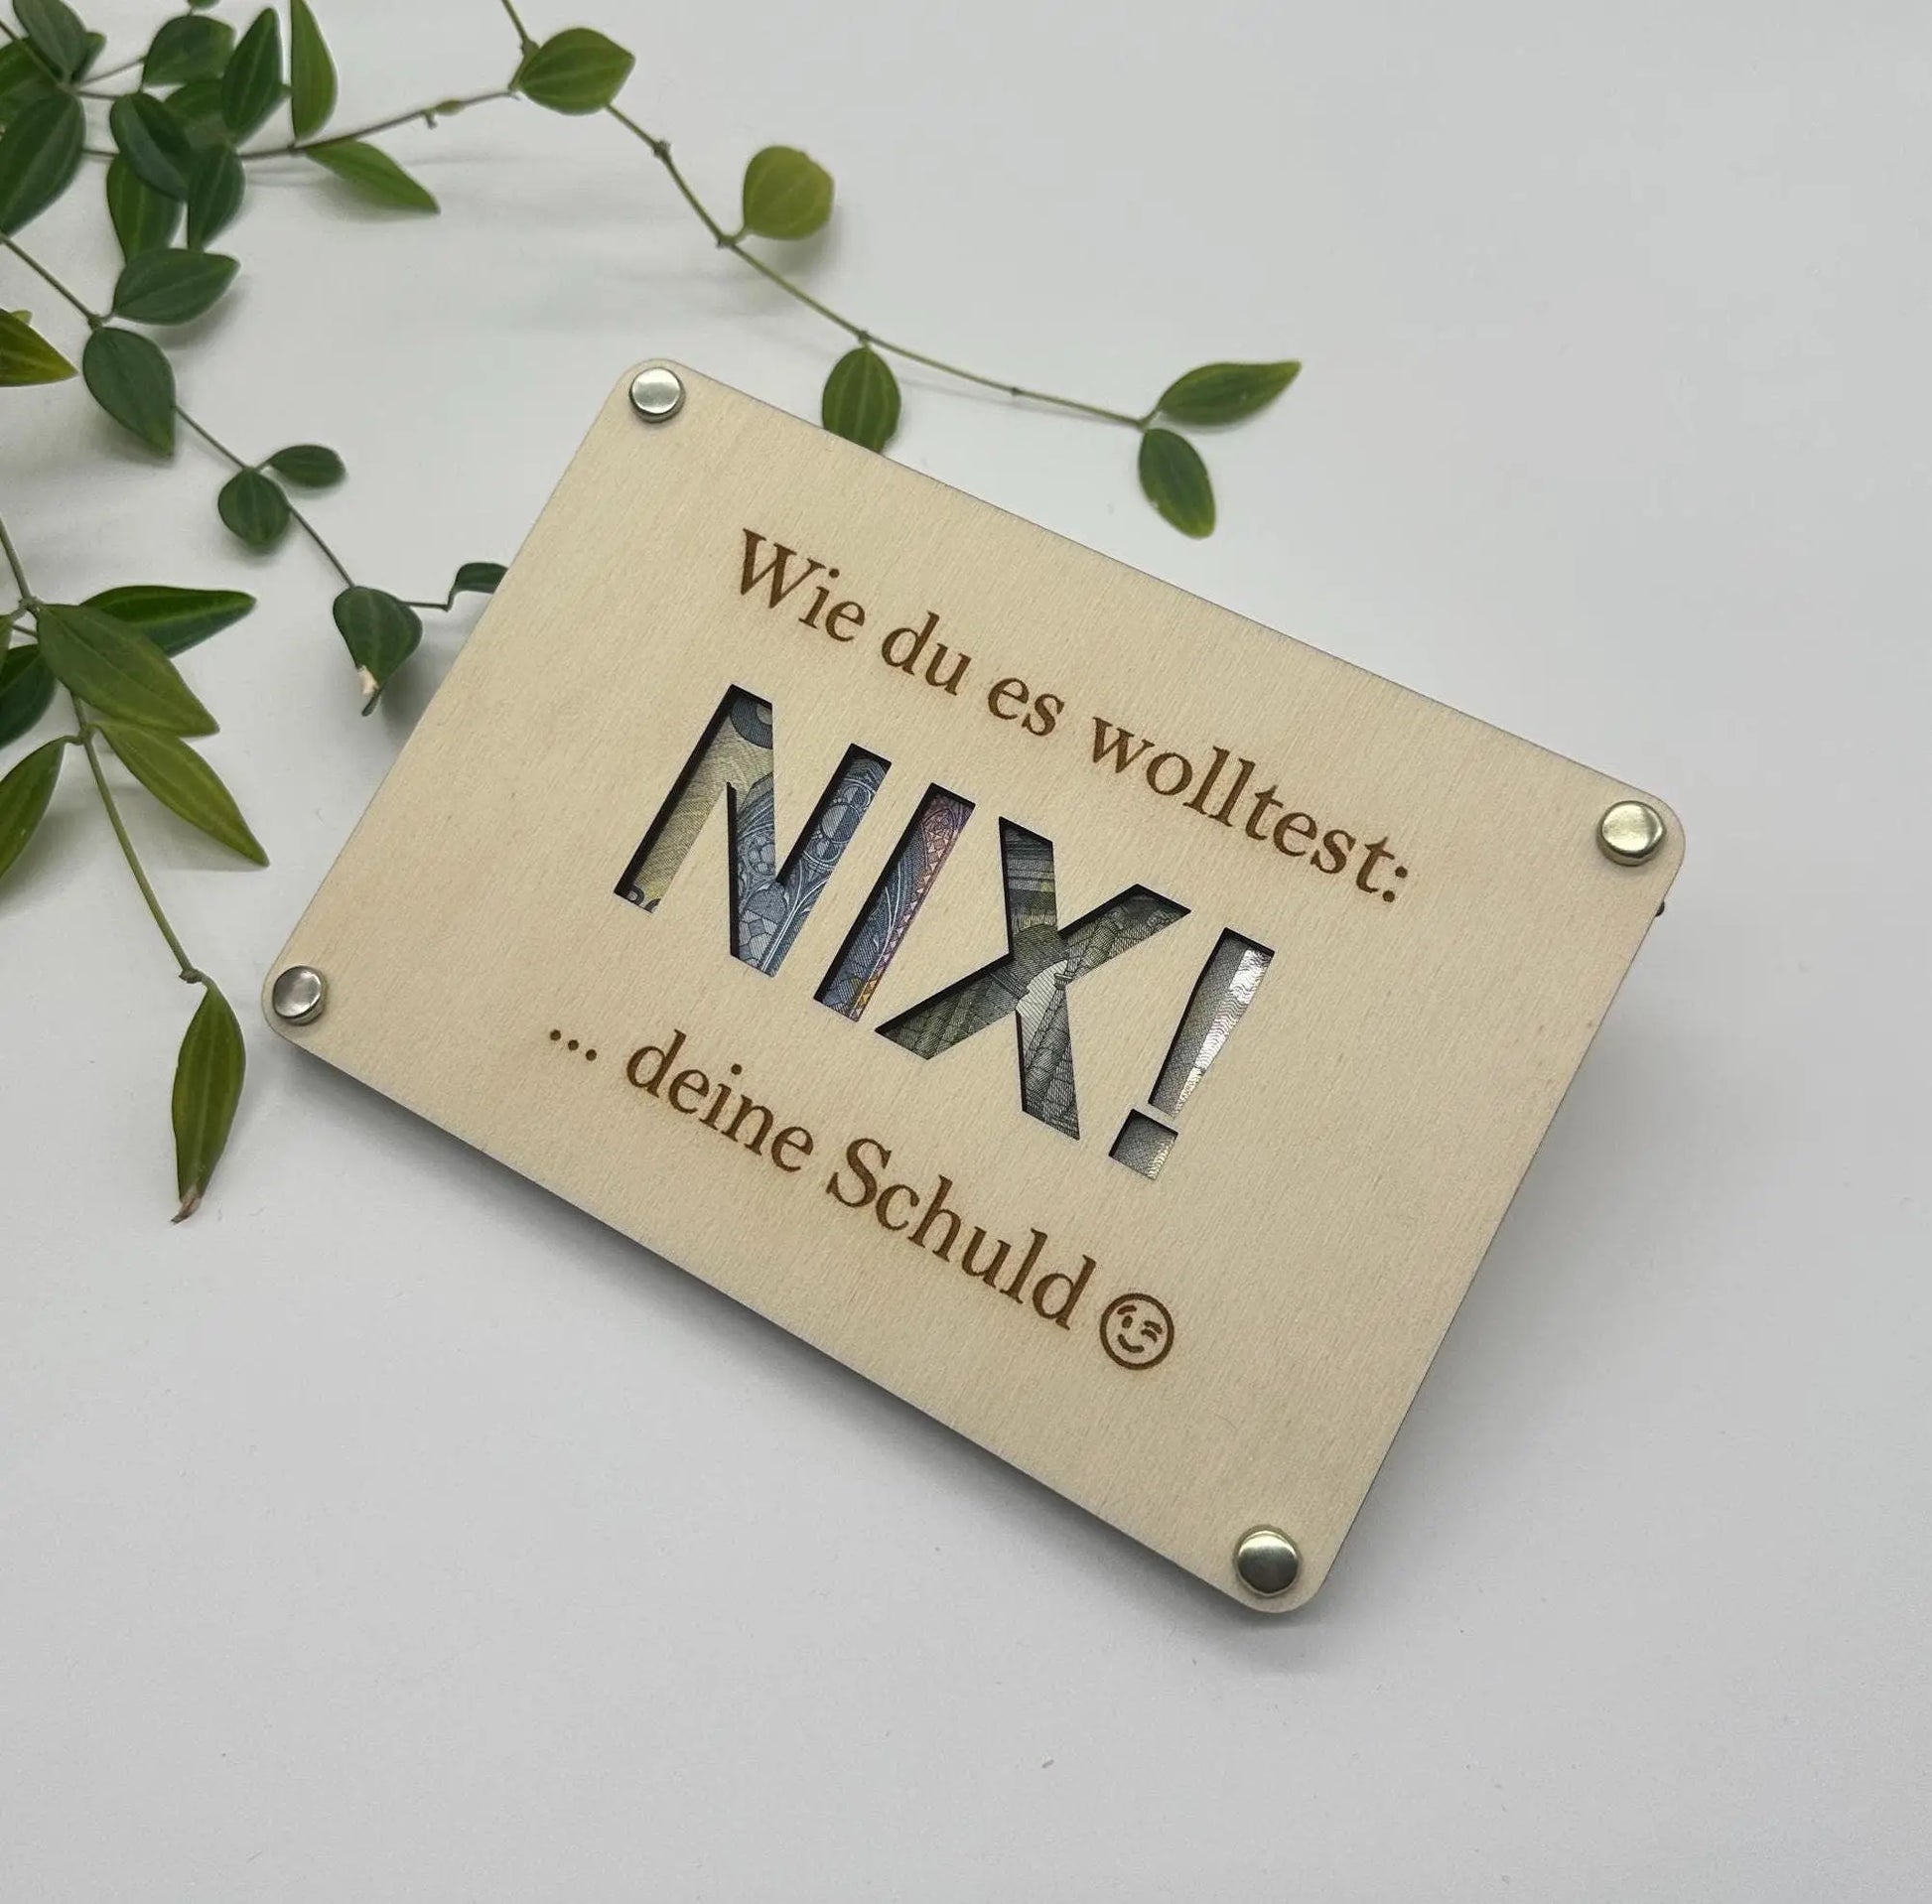 Wie du es wolltest:
NIX!
... deine Schuld 😉